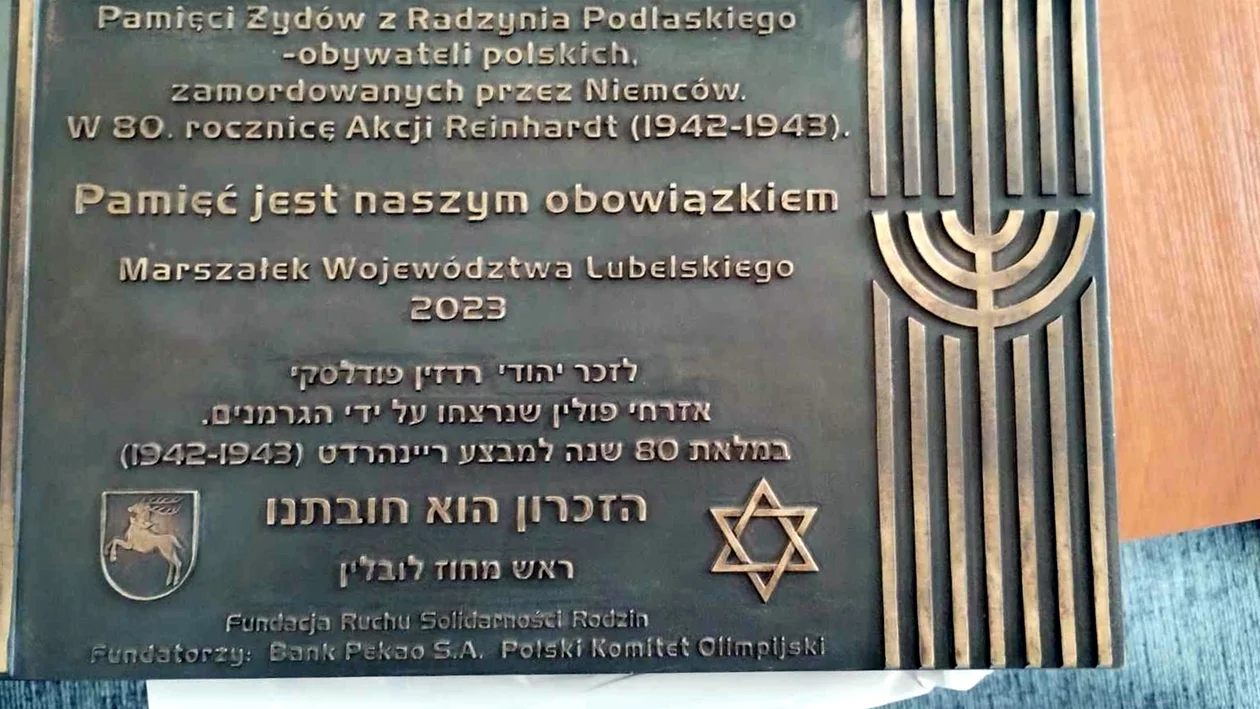 Pamięci Żydów z Radzynia Podlaskiego
-obywateli polskich,
zamordowanych przez Niemców.
W 80. rocznicę Akcji Reinhardt (1942-1943).
Pamięć jest naszym obowiązkiem
Marszałek Województwa Lubelskiego
2023
לזכר יהודי רדזין פודלסקי
אזרחי פולין שנרצחו על ידי הגרמנים.
במלאת 80 שנה למבצע ריינהרדט (1942-1943)
הזכרון הוא חובתנו
ראש מחוז לובלין
Fundacja Ruchu Solidarności Rodzin
Fundatorzy: Bank Pekao S.A. Polski Komitet Olimpijski